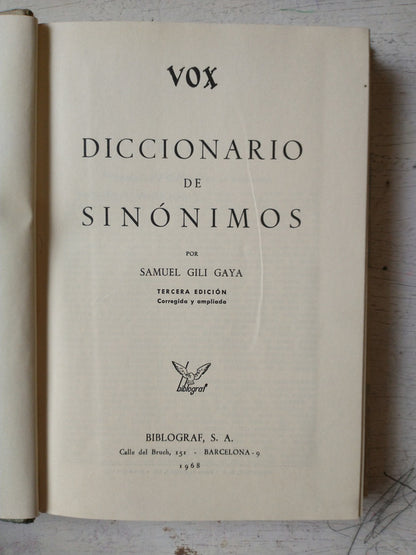 VOX
DICCIONARIO
DE
SINÓNIMOS
POR
SAMUEL GILI GAYA
TERCERA EDICIÓN
Corregida y ampliada
biblograf
BIBLOGRAF, S. A.
Calle del Bruch, 151 - BARCELONA-9
1968